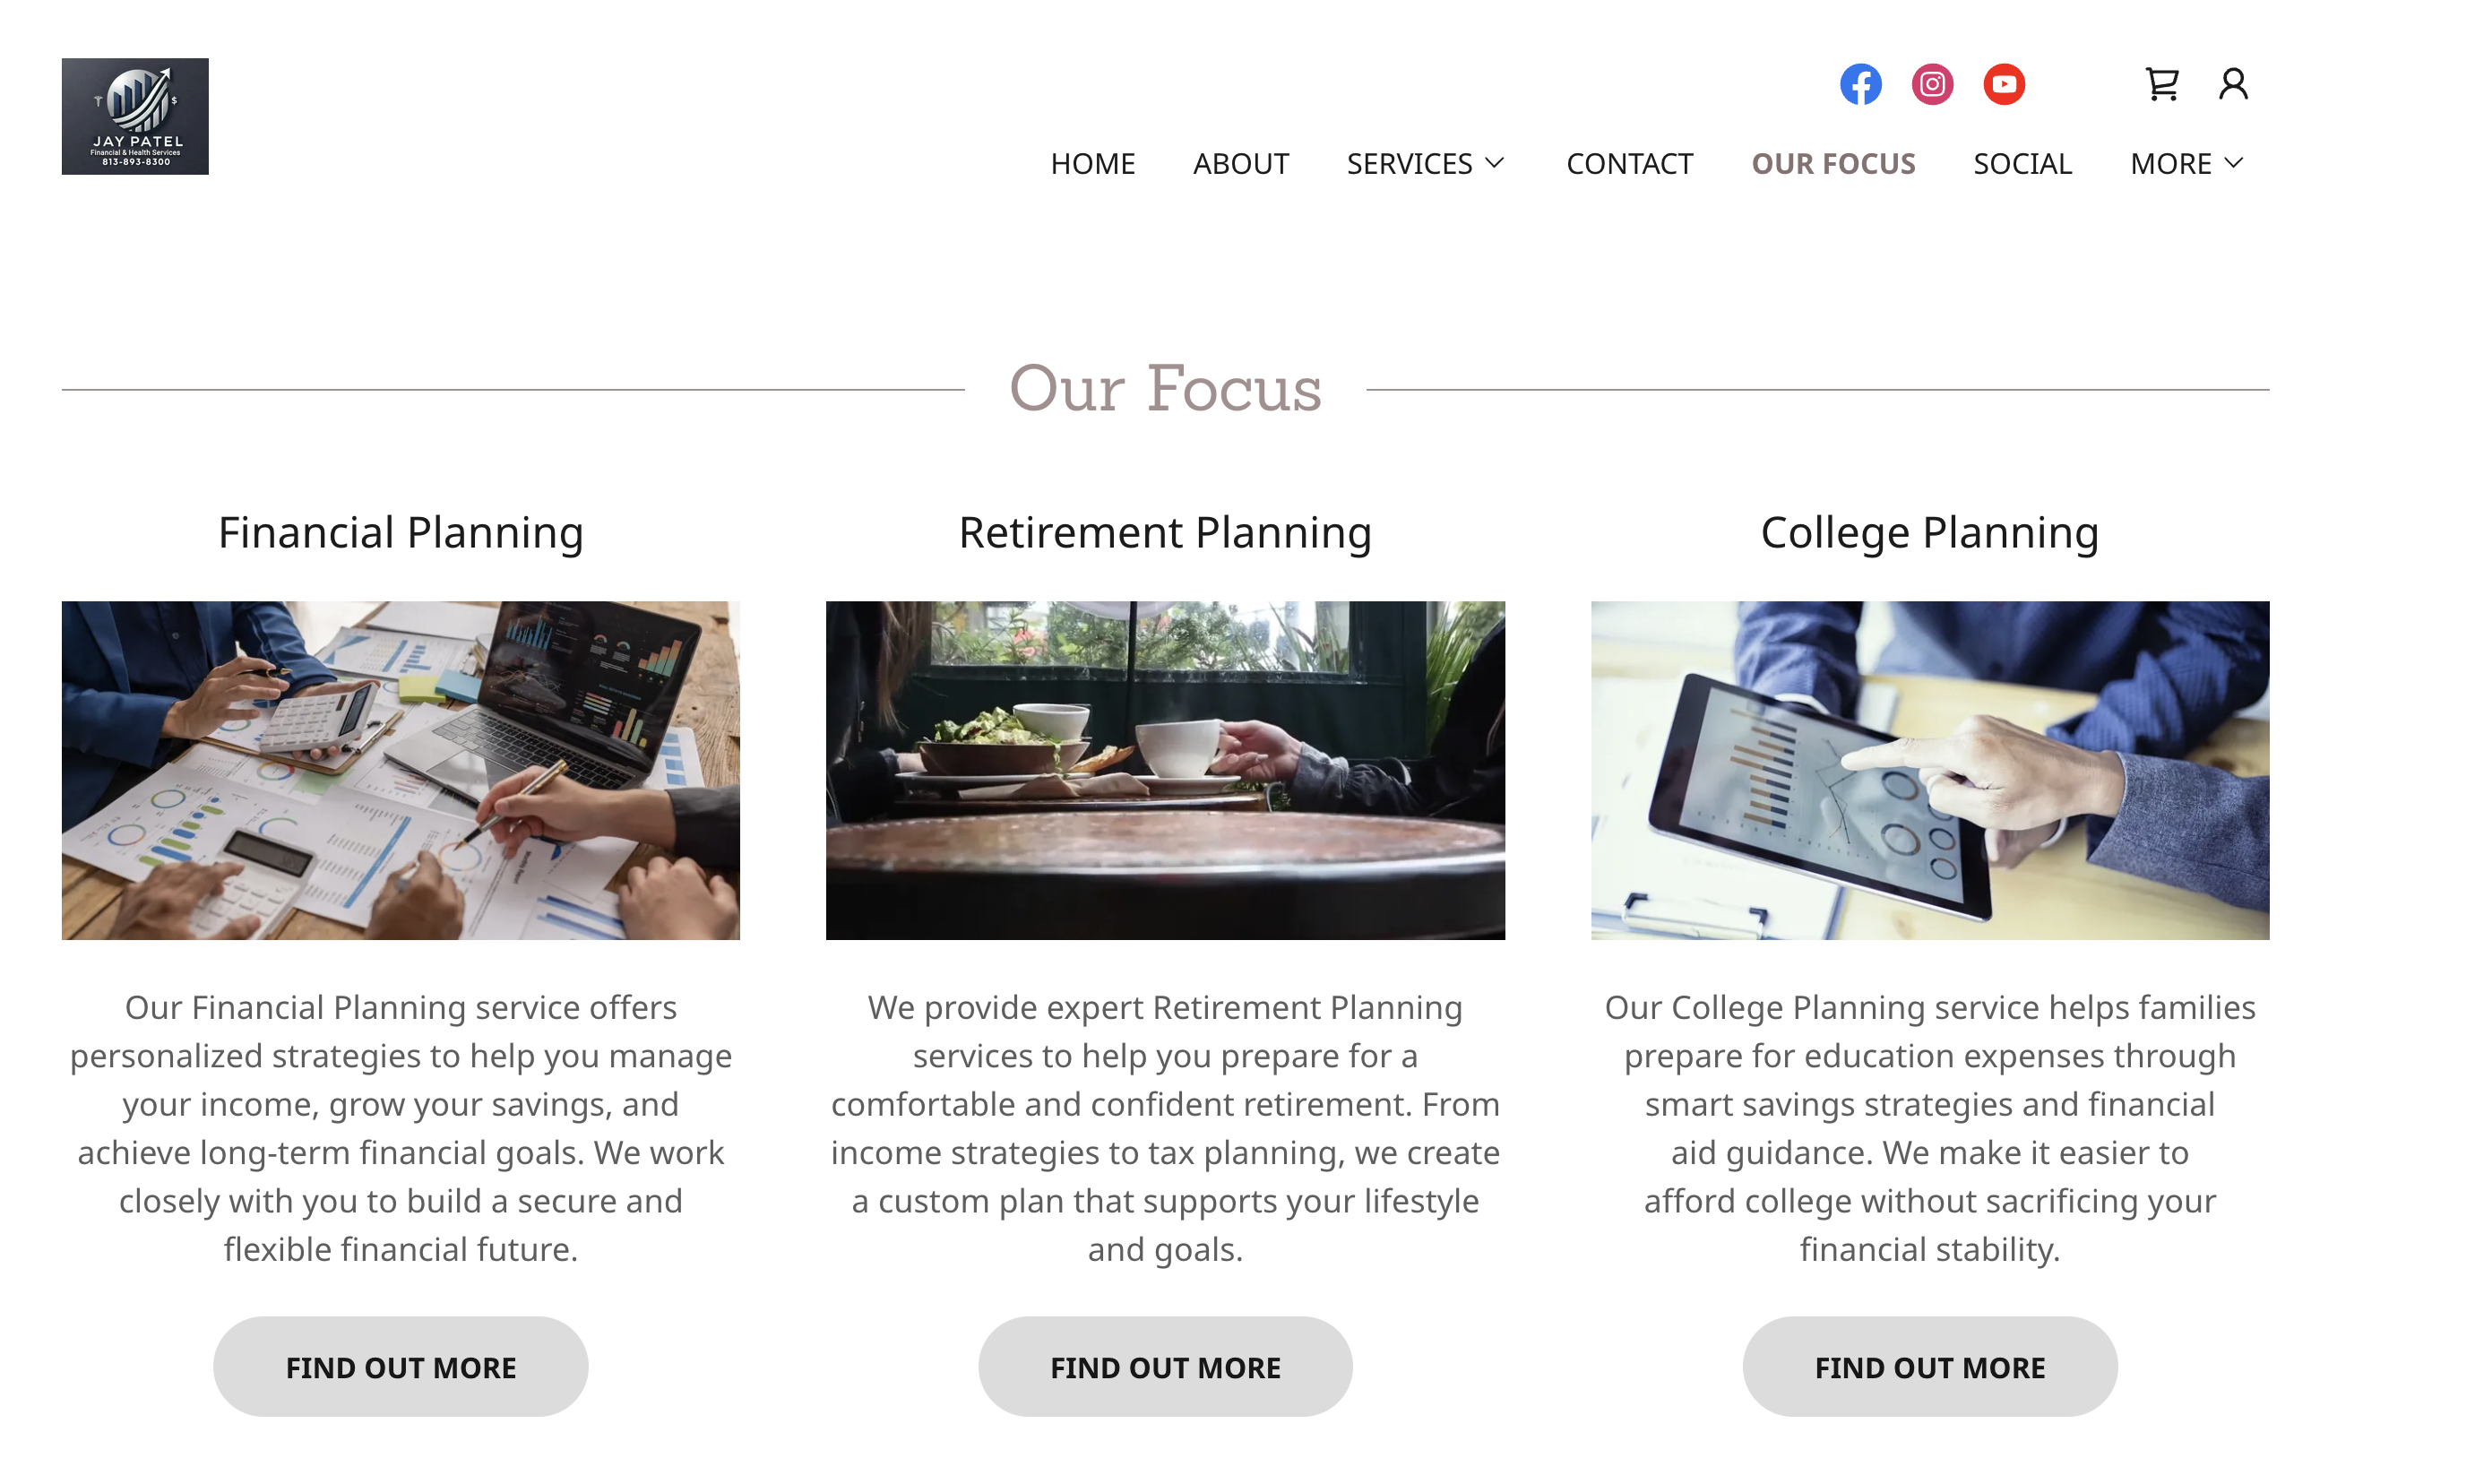 JAY PATEL
Financial & Health Services
813-893-8300
HOME ABOUT SERVICES CONTACT OUR FOCUS SOCIAL MORE
Our Focus
Financial Planning
Our Financial Planning service offers
personalized strategies to help you manage
your income, grow your savings, and
achieve long-term financial goals. We work
closely with you to build a secure and
flexible financial future.
FIND OUT MORE
Retirement Planning
We provide expert Retirement Planning
services to help you prepare for a
comfortable and confident retirement. From
income strategies to tax planning, we create
a custom plan that supports your lifestyle
and goals.
FIND OUT MORE
College Planning
Our College Planning service helps families
prepare for education expenses through
smart savings strategies and financial
aid guidance. We make it easier to
afford college without sacrificing your
financial stability.
FIND OUT MORE